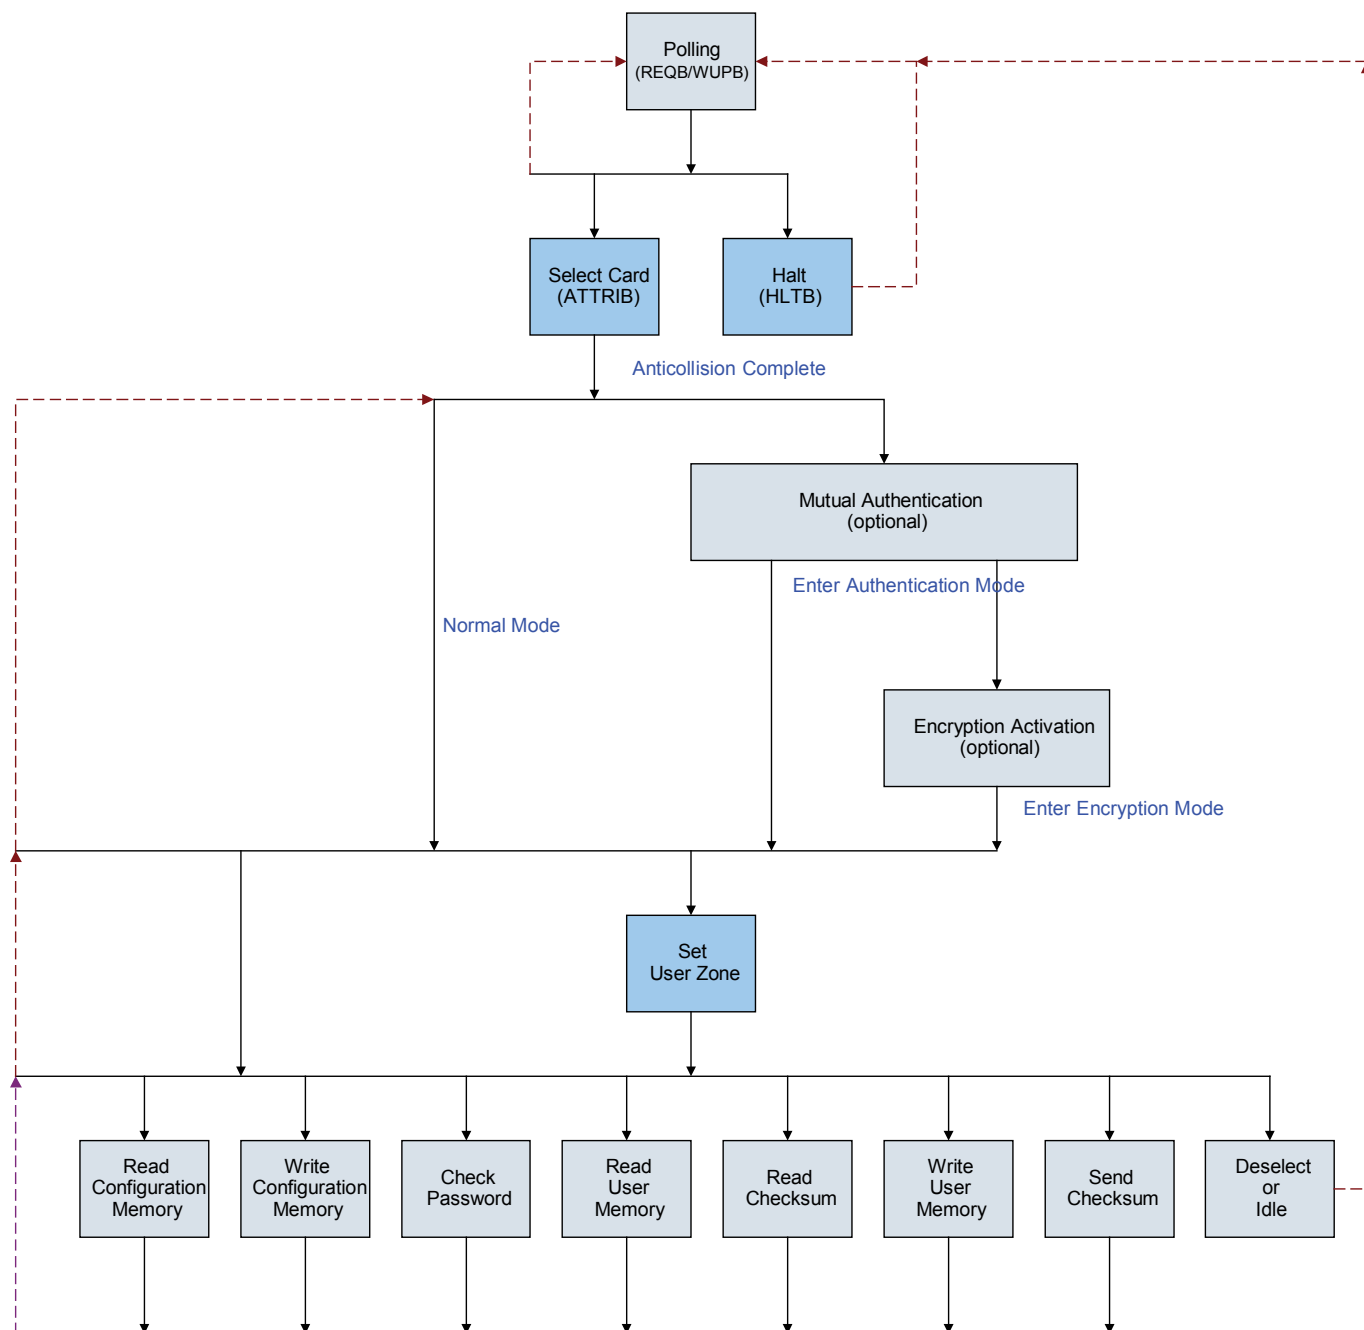 Polling
(REQB/WUPB)
Select Card
(ATTRIB)
Halt
(HLTB)
Anticollision Complete
Mutual Authentication
(optional)
Enter Authentication Mode
Normal Mode
Encryption Activation
(optional)
Enter Encryption Mode
Set
User Zone
Read
Configuration
Memory
Write
Configuration
Memory
Check
Password
Read
User
Memory
Read
Checksum
Write
User
Memory
Send
Checksum
Deselect
or
Idle